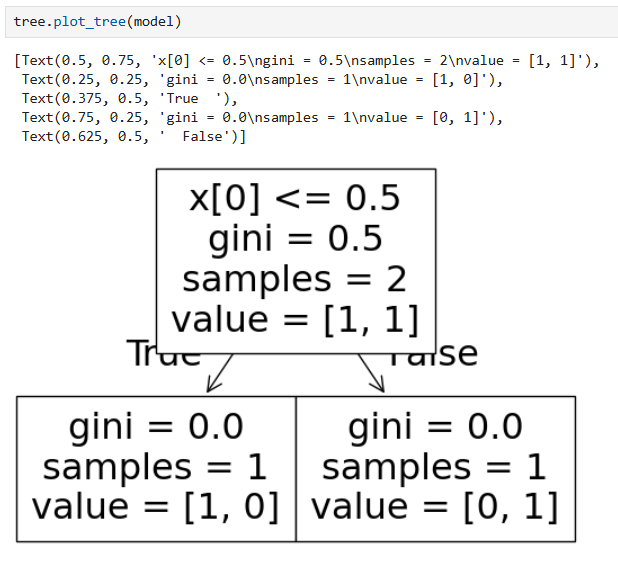 tree.plot_tree(model)
[Text(0.5, 0.75, 'x[0] <= 0.5\ngini = 0.5\nsamples = 2\nvalue = [1, 1]'),
 Text(0.25, 0.25, 'gini = 0.0\nsamples = 1\nvalue = [1, 0]'),
 Text(0.375, 0.5, 'True  '),
 Text(0.75, 0.25, 'gini = 0.0\nsamples = 1\nvalue = [0, 1]'),
 Text(0.625, 0.5, '  False')]
x[0] <= 0.5
gini = 0.5
samples = 2
value = [1, 1]
True False
gini = 0.0 gini = 0.0
samples = 1 samples = 1
value = [1, 0] value = [0, 1]